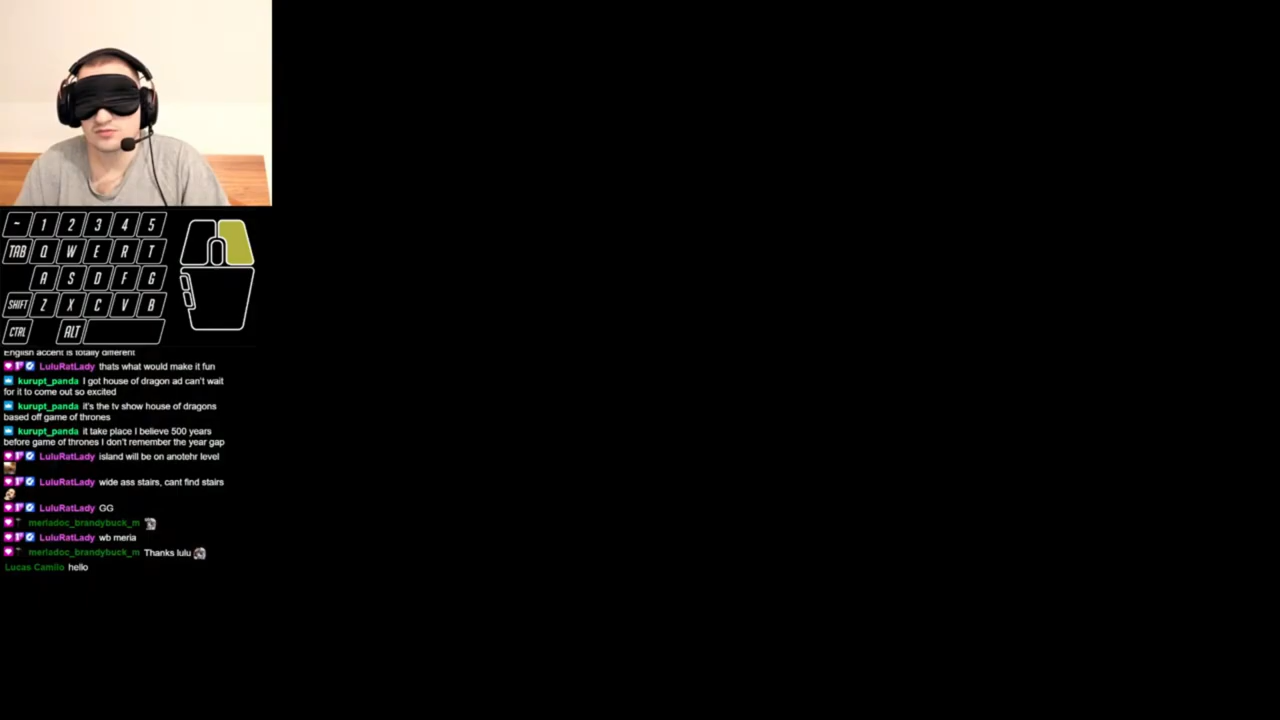 ~ 1 2 3 4 5
TAB Q W E R T
A S D F G
SHIFT Z X C V B
CTRL ALT
English accent is totally different
LuluRatLady thats what would make it fun
kurupt_panda I got house of dragon ad can't wait
for it to come out so excited
kurupt_panda it's the tv show house of dragons
based off game of thrones
kurupt_panda it take place I believe 500 years
before game of thrones I don't remember the year gap
LuluRatLady island will be on anotehr level
LuluRatLady wide ass stairs, cant find stairs
LuluRatLady GG
meriadoc_brandybuck_m
LuluRatLady wb meria
meriadoc_brandybuck_m Thanks lulu
Lucas Camilo hello